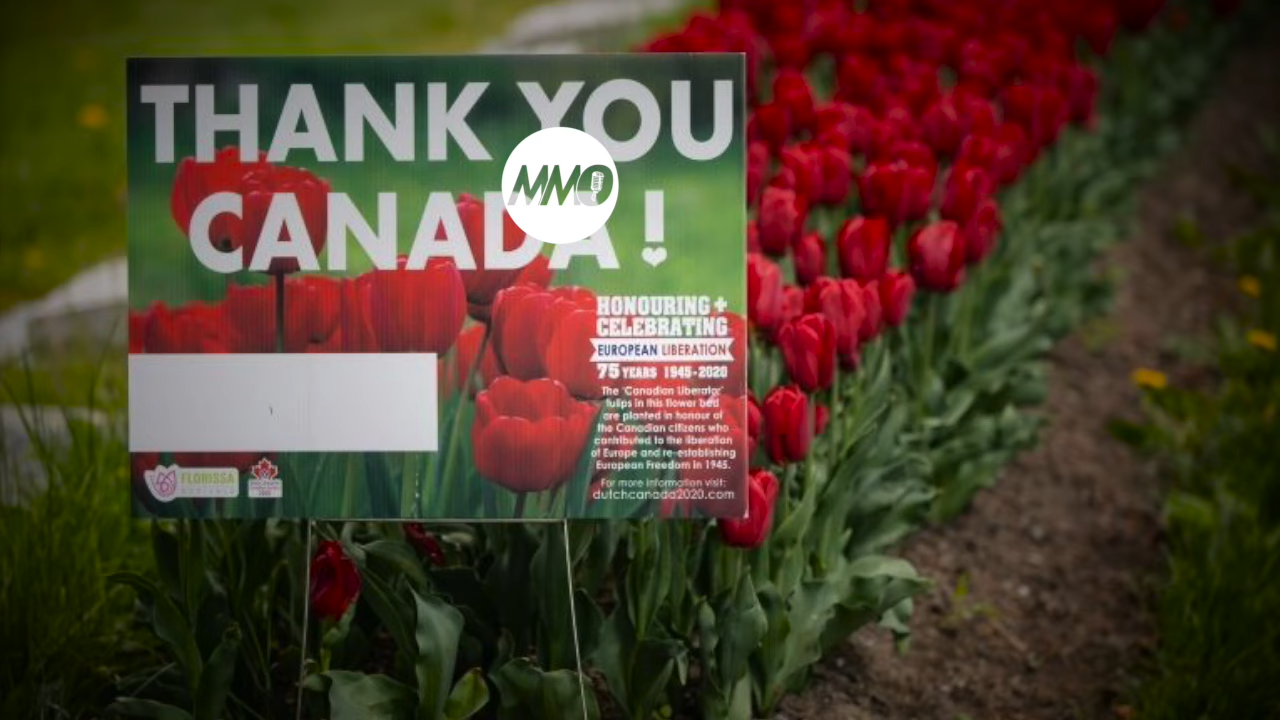 THANK YOU
CANADA!
MMO
HONOURING +
CELEBRATING
EUROPEAN LIBERATION
75 YEARS 1945-2020
The 'Canadian Liberator'
tulips in this flower bed
are planted in honour of
the Canadian citizens who
contributed to the liberation
of Europe and re-establishing
European Freedom in 1945.
For more information visit:
dutchcanada2020.com
FLORISSA